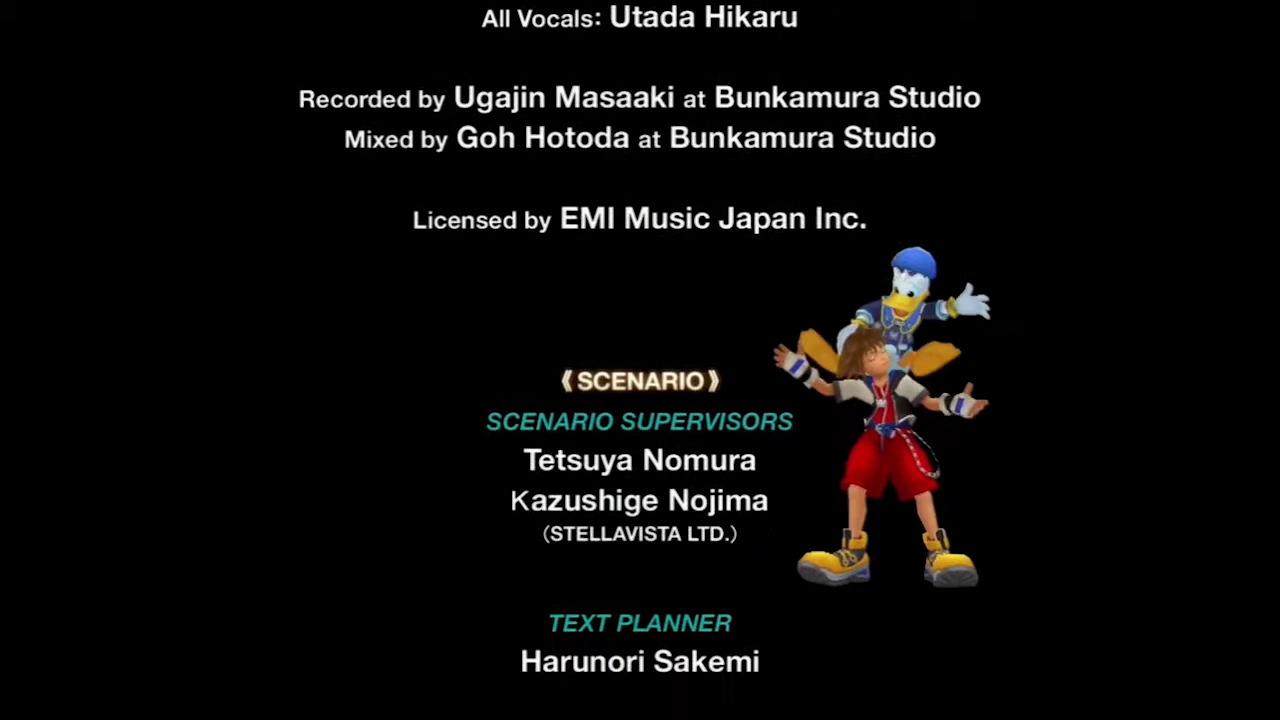 All Vocals: Utada Hikaru
Recorded by Ugajin Masaaki at Bunkamura Studio
Mixed by Goh Hotoda at Bunkamura Studio
Licensed by EMI Music Japan Inc.
《SCENARIO》
SCENARIO SUPERVISORS
Tetsuya Nomura
Kazushige Nojima
(STELLAVISTA LTD.)
TEXT PLANNER
Harunori Sakemi